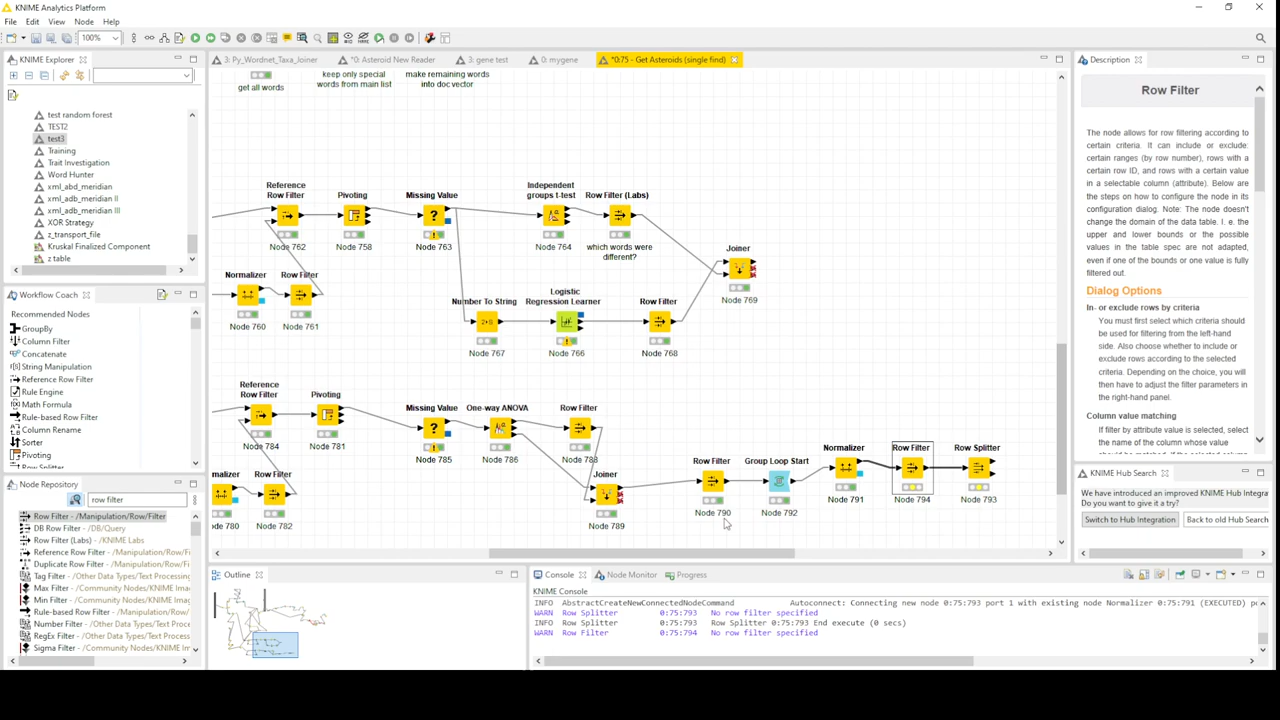 KNIME Analytics Platform
File Edit View Node Help
100%
KNIME Explorer
test random forest
TEST2
test3
Training
Trait Investigation
Word Hunter
xml_abd_meridian
xml_adb_meridian II
xml_adb_meridian III
XOR Strategy
z_transport_file
Kruskal Finalized Component
z table
Workflow Coach
Recommended Nodes
GroupBy
Column Filter
Concatenate
String Manipulation
Reference Row Filter
Rule Engine
Math Formula
Column Rename
Rule-based Row Filter
Sorter
Pivoting
Row Splitter
Node Repository
row filter
Row Filter - /Manipulation/Row/Filter
DB Row Filter - /DB/Query
Row Filter (Labs) - /KNIME Labs
Reference Row Filter - /Manipulation/Row/Fi
Duplicate Row Filter - /Manipulation/Row/Fi
Tag Filter - /Other Data Types/Text Processing
Max Filter - /Community Nodes/KNIME Imag
Min Filter - /Community Nodes/KNIME Imag
Rule-based Row Filter - /Manipulation/Row/
Number Filter - /Other Data Types/Text Proc
RegEx Filter - /Other Data Types/Text Process
Sigma Filter - /Community Nodes/KNIME Im
3: Py_Wordnet_Taxa_Joiner
*0: Asteroid New Reader
3: gene test
0: mygene
*0:75 - Get Asteroids (single find)
get all words
keep only special
words from main list
make remaining words
into doc vector
Reference
Row Filter
Node 762
Pivoting
Node 758
Missing Value
Node 763
Independent
groups t-test
Node 764
Row Filter (Labs)
which words were
different?
Joiner
Node 769
Normalizer
Node 760
Row Filter
Node 761
Number To String
Node 767
Logistic
Regression Learner
Node 766
Row Filter
Node 768
Reference
Row Filter
Node 784
Pivoting
Node 781
Missing Value
Node 785
One-way ANOVA
Node 786
Row Filter
Node 788
malizer
Node 780
Row Filter
Node 782
Joiner
Node 789
Row Filter
Node 790
Group Loop Start
Node 792
Normalizer
Node 791
Row Filter
Node 794
Row Splitter
Node 793
Outline
Console
Node Monitor
Progress
KNIME Console
INFO AbstractCreateNewConnectedNodeCommand Autoconnect: Connecting new node 0:75:793 port 1 with existing node Normalizer 0:75:791 (EXECUTED) po
WARN Row Splitter 0:75:793 No row filter specified
INFO Row Splitter 0:75:793 Row Splitter 0:75:793 End execute (0 secs)
WARN Row Filter 0:75:794 No row filter specified
Description
Row Filter
The node allows for row filtering according to
certain criteria. It can include or exclude:
certain ranges (by row number), rows with a
certain row ID, and rows with a certain
value in a selectable column (attribute). Below are
the steps on how to configure the node in its
configuration dialog. Note: The node doesn't
change the domain of the data table. I. e. the
upper and lower bounds or the possible
values in the table spec are not adapted,
even if one of the bounds or one value is fully
filtered out.
Dialog Options
In- or exclude rows by criteria
You must first select which criteria should
be used for filtering from the left-hand
side. Also choose whether to include or
exclude rows according to the selected
criteria. Depending on the choice, you will
then have to adjust the filter parameters in
the right-hand panel.
Column value matching
If filter by attribute value is selected, select
the name of the column whose value
KNIME Hub Search
We have introduced an improved KNIME Hub Integra
Do you want to give it a try?
Switch to Hub Integration
Back to old Hub Search